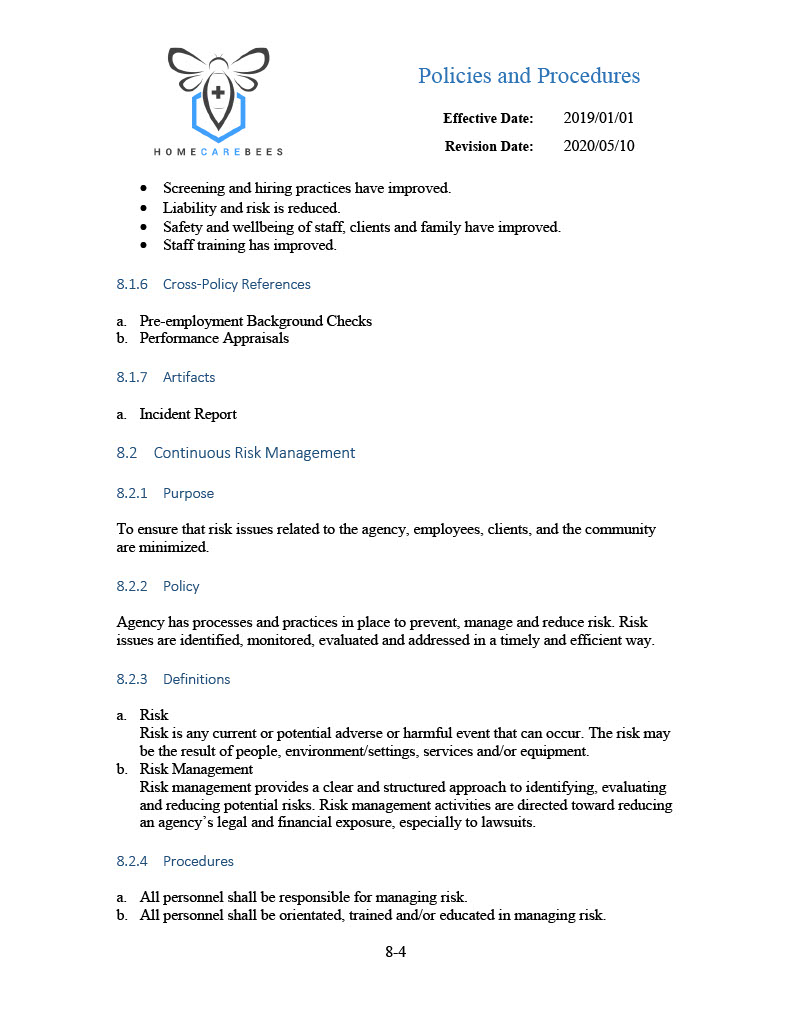 HOMECAREBEES
Policies and Procedures
Effective Date: 2019/01/01
Revision Date: 2020/05/10
• Screening and hiring practices have improved.
• Liability and risk is reduced.
• Safety and wellbeing of staff, clients and family have improved.
• Staff training has improved.
8.1.6 Cross-Policy References
a. Pre-employment Background Checks
b. Performance Appraisals
8.1.7 Artifacts
a. Incident Report
8.2 Continuous Risk Management
8.2.1 Purpose
To ensure that risk issues related to the agency, employees, clients, and the community
are minimized.
8.2.2 Policy
Agency has processes and practices in place to prevent, manage and reduce risk. Risk
issues are identified, monitored, evaluated and addressed in a timely and efficient way.
8.2.3 Definitions
a. Risk
Risk is any current or potential adverse or harmful event that can occur. The risk may
be the result of people, environment/settings, services and/or equipment.
b. Risk Management
Risk management provides a clear and structured approach to identifying, evaluating
and reducing potential risks. Risk management activities are directed toward reducing
an agency’s legal and financial exposure, especially to lawsuits.
8.2.4 Procedures
a. All personnel shall be responsible for managing risk.
b. All personnel shall be orientated, trained and/or educated in managing risk.
8-4